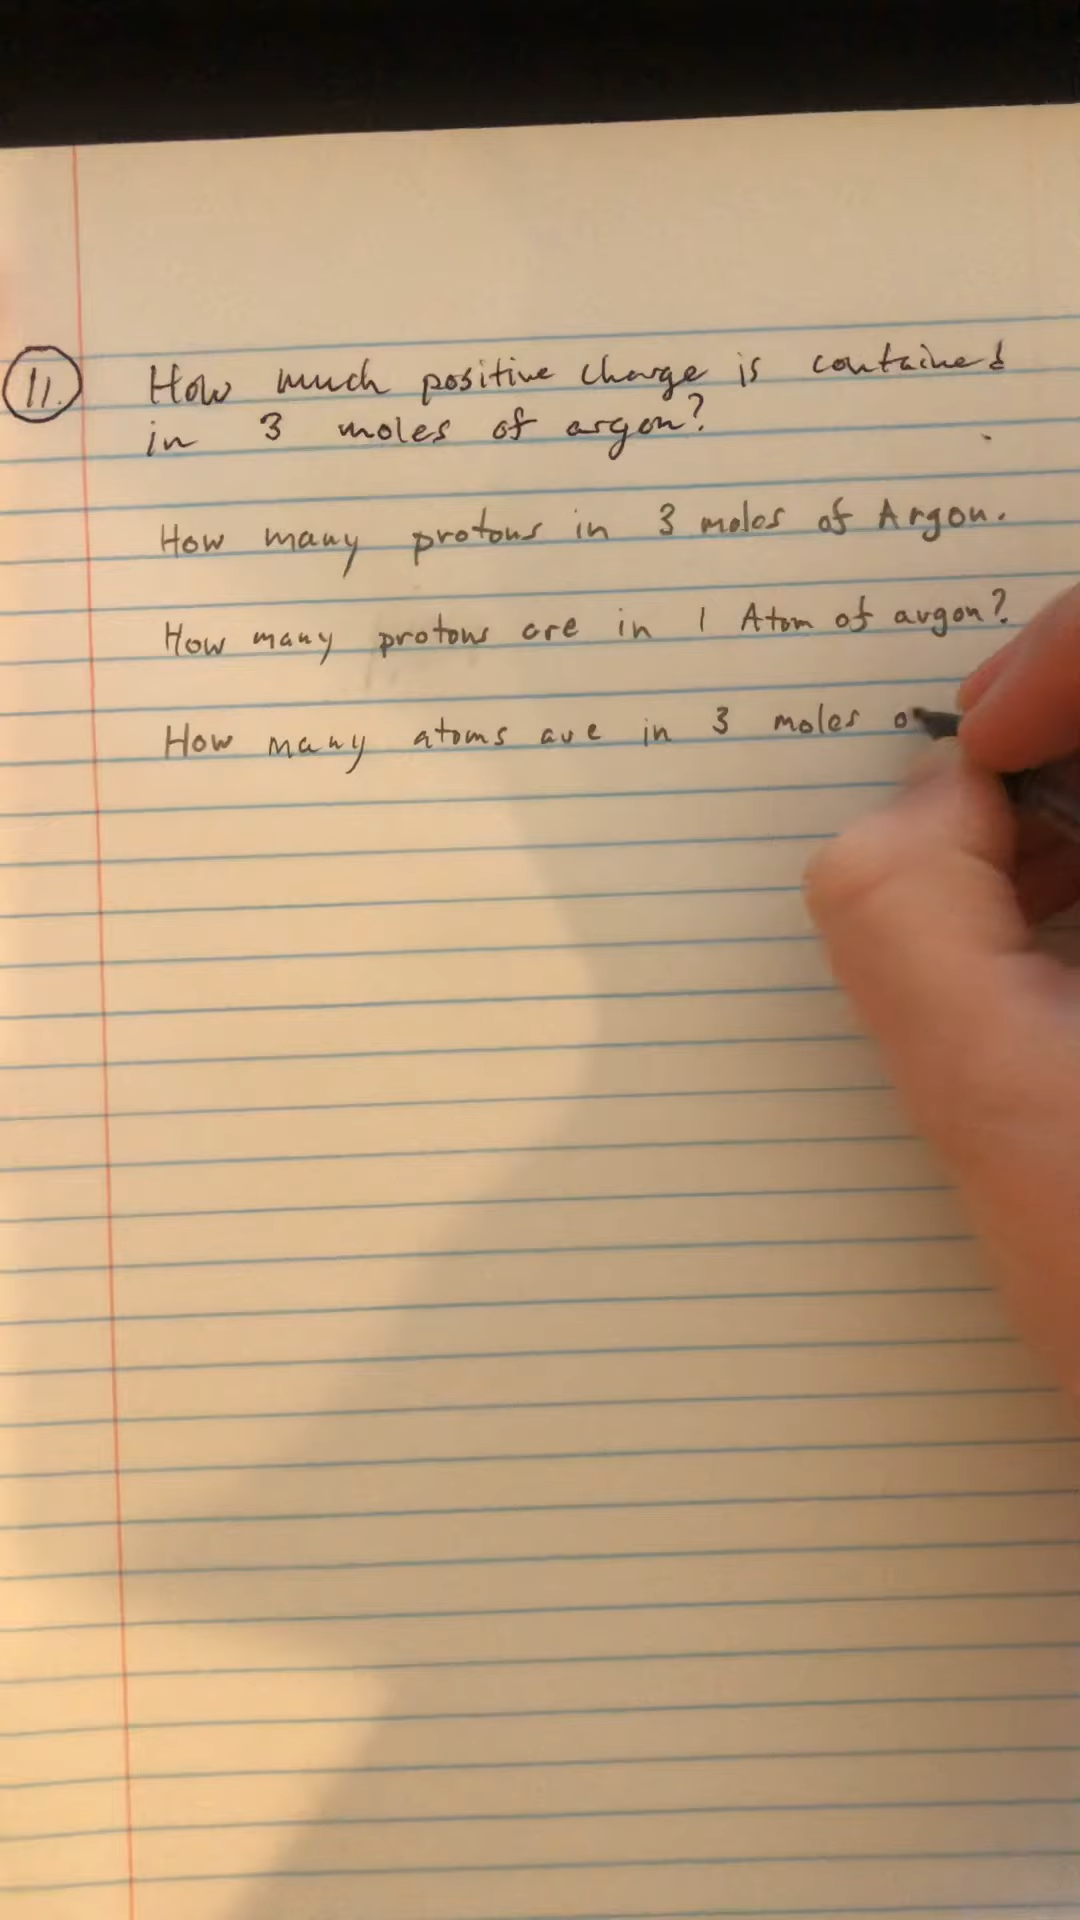 11. How much positive charge is contained
in 3 moles of argon?
How many protons in 3 moles of Argon.
How many protons are in 1 Atom of argon?
How many atoms are in 3 moles o